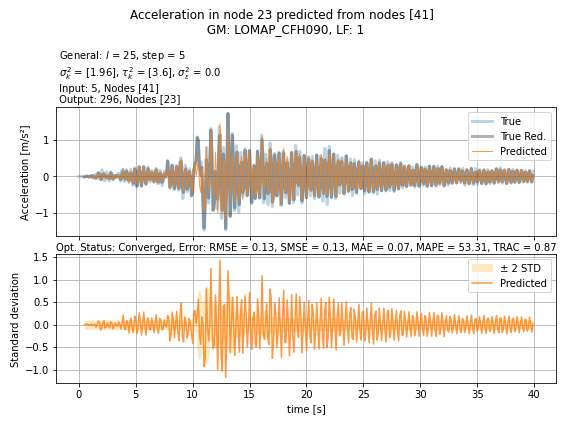 Acceleration in node 23 predicted from nodes [41]
GM: LOMAP_CFH090, LF: 1
General: l = 25, step = 5
σ²ₖ = [1.96], τ²ₖ = [3.6], σ²ₑ = 0.0
Input: 5, Nodes [41]
Output: 296, Nodes [23]
Acceleration [m/s²]
1
0
−1
True
True Red.
Predicted
Opt. Status: Converged, Error: RMSE = 0.13, SMSE = 0.13, MAE = 0.07, MAPE = 53.31, TRAC = 0.87
Standard deviation
1.5
1.0
0.5
0.0
−0.5
−1.0
± 2 STD
Predicted
0 5 10 15 20 25 30 35 40
time [s]